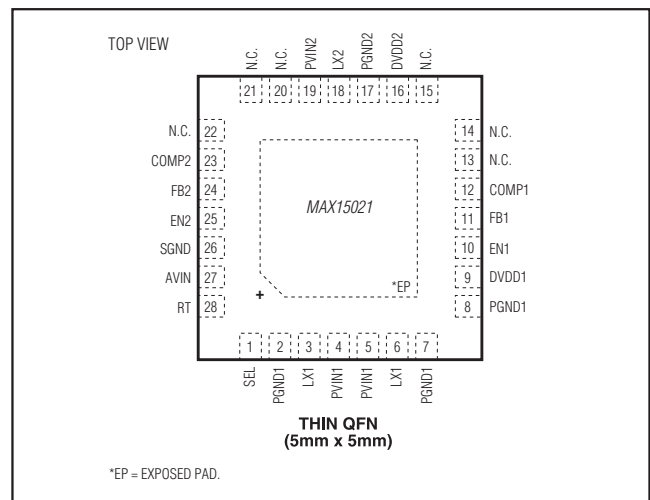 TOP VIEW
N.C.
N.C.
PVIN2
LX2
PGND2
DVDD2
N.C.
21 20 19 18 17 16 15
N.C. 22
COMP2 23
FB2 24
EN2 25
SGND 26
AVIN 27
RT 28
14 N.C.
13 N.C.
12 COMP1
11 FB1
10 EN1
9 DVDD1
8 PGND1
MAX15021
*EP
+
1 2 3 4 5 6 7
SEL
PGND1
LX1
PVIN1
PVIN1
LX1
PGND1
THIN QFN
(5mm x 5mm)
*EP = EXPOSED PAD.